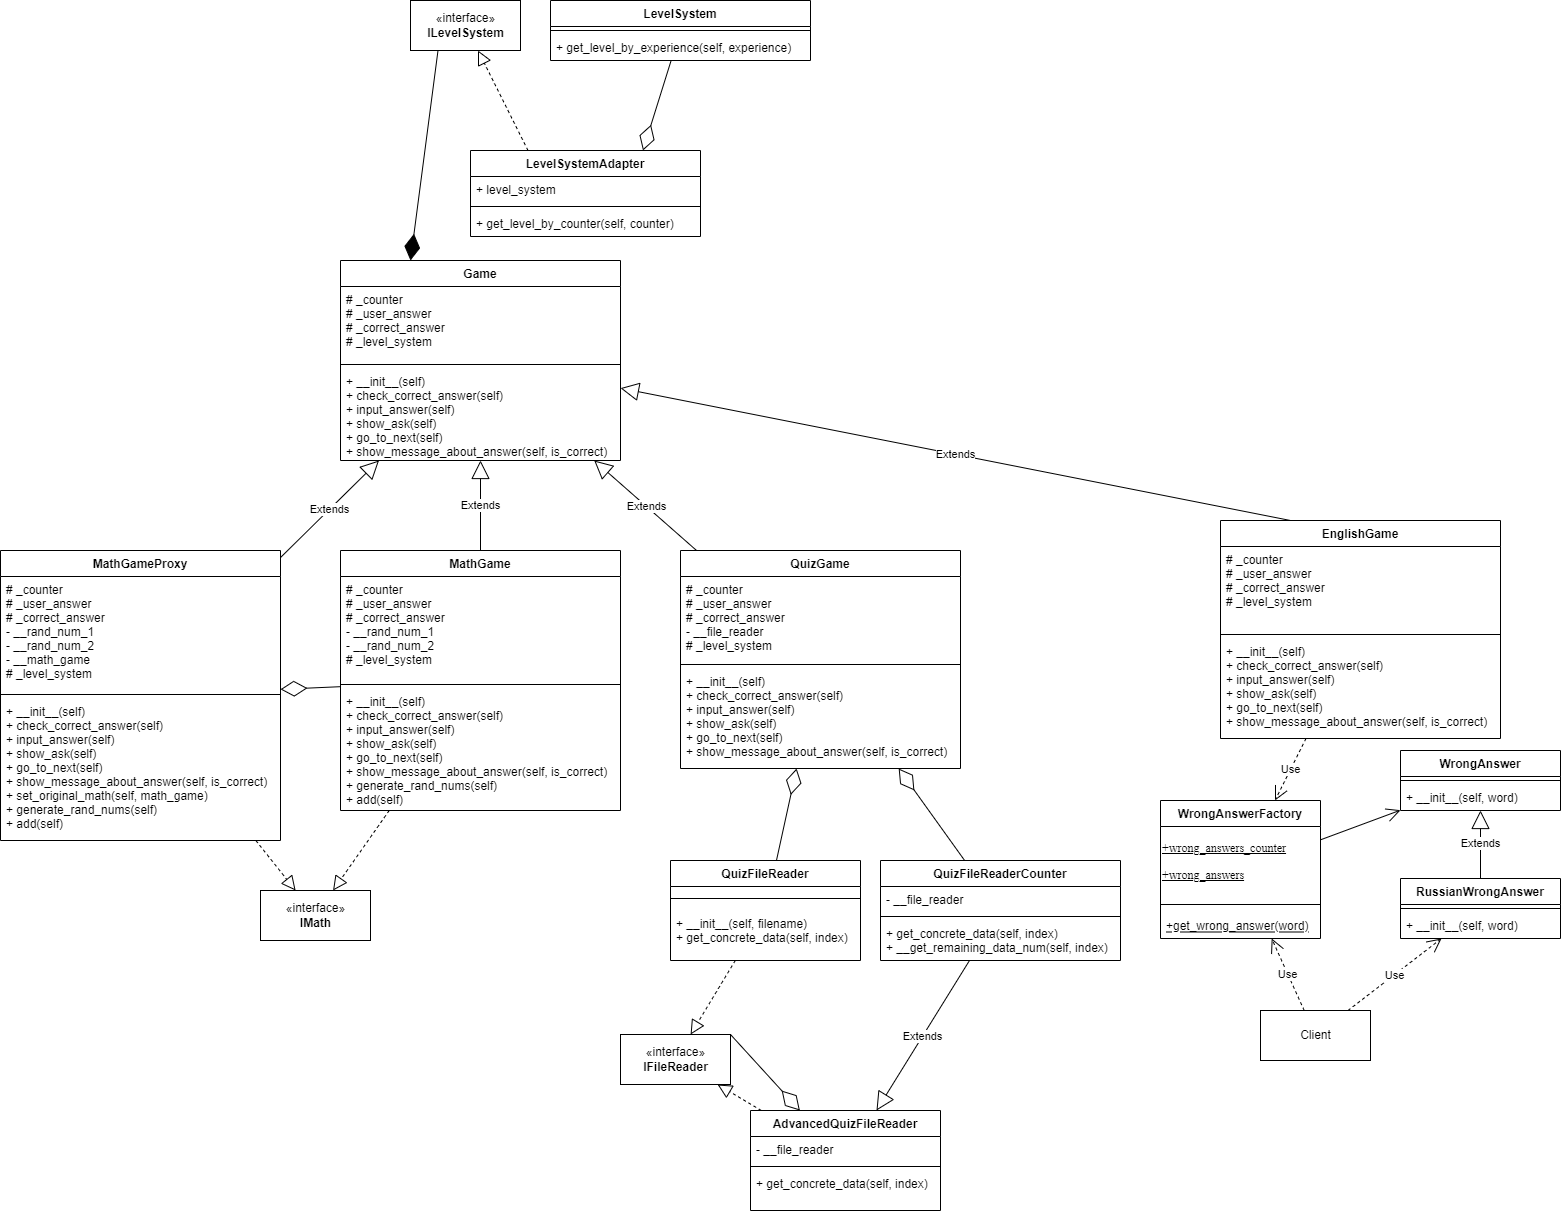 «interface»
ILevelSystem
LevelSystem
+ get_level_by_experience(self, experience)
LevelSystemAdapter
+ level_system
+ get_level_by_counter(self, counter)
Game
# _counter
# _user_answer
# _correct_answer
# _level_system
+ __init__(self)
+ check_correct_answer(self)
+ input_answer(self)
+ show_ask(self)
+ go_to_next(self)
+ show_message_about_answer(self, is_correct)
Extends
Extends
Extends
Extends
MathGameProxy
# _counter
# _user_answer
# _correct_answer
- __rand_num_1
- __rand_num_2
- __math_game
# _level_system
+ __init__(self)
+ check_correct_answer(self)
+ input_answer(self)
+ show_ask(self)
+ go_to_next(self)
+ show_message_about_answer(self, is_correct)
+ set_original_math(self, math_game)
+ generate_rand_nums(self)
+ add(self)
MathGame
# _counter
# _user_answer
# _correct_answer
- __rand_num_1
- __rand_num_2
# _level_system
+ __init__(self)
+ check_correct_answer(self)
+ input_answer(self)
+ show_ask(self)
+ go_to_next(self)
+ show_message_about_answer(self, is_correct)
+ generate_rand_nums(self)
+ add(self)
QuizGame
# _counter
# _user_answer
# _correct_answer
- __file_reader
# _level_system
+ __init__(self)
+ check_correct_answer(self)
+ input_answer(self)
+ show_ask(self)
+ go_to_next(self)
+ show_message_about_answer(self, is_correct)
EnglishGame
# _counter
# _user_answer
# _correct_answer
# _level_system
+ __init__(self)
+ check_correct_answer(self)
+ input_answer(self)
+ show_ask(self)
+ go_to_next(self)
+ show_message_about_answer(self, is_correct)
Use
WrongAnswer
+ __init__(self, word)
WrongAnswerFactory
+wrong_answers_counter
+wrong_answers
+get_wrong_answer(word)
Extends
RussianWrongAnswer
+ __init__(self, word)
Use
Use
Client
«interface»
IMath
QuizFileReader
+ __init__(self, filename)
+ get_concrete_data(self, index)
QuizFileReaderCounter
- __file_reader
+ get_concrete_data(self, index)
+ __get_remaining_data_num(self, index)
Extends
«interface»
IFileReader
AdvancedQuizFileReader
- __file_reader
+ get_concrete_data(self, index)